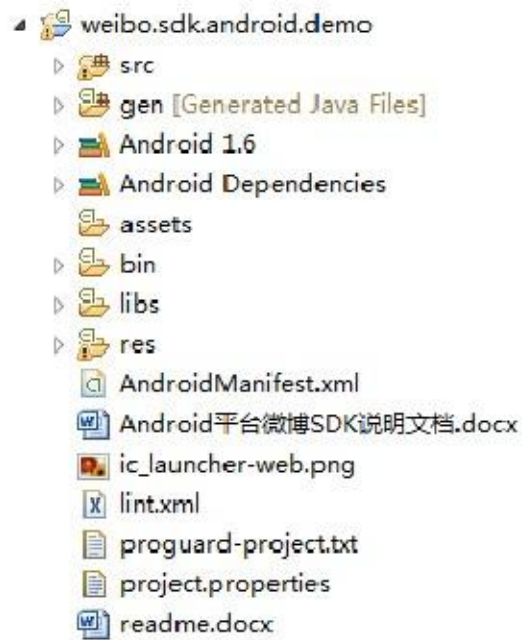 weibo.sdk.android.demo
src
gen [Generated Java Files]
Android 1.6
Android Dependencies
assets
bin
libs
res
AndroidManifest.xml
Android平台微博SDK说明文档.docx
ic_launcher-web.png
lint.xml
proguard-project.txt
project.properties
readme.docx